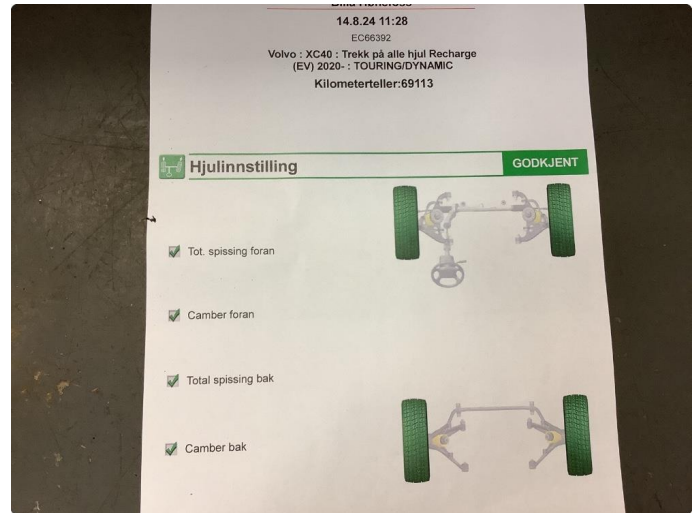 14.8.24 11:28
EC66392
Volvo : XC40 : Trekk på alle hjul Recharge
(EV) 2020- : TOURING/DYNAMIC
Kilometerteller:69113
Hjulinnstilling
GODKJENT
Tot. spissing foran
Camber foran
Total spissing bak
Camber bak